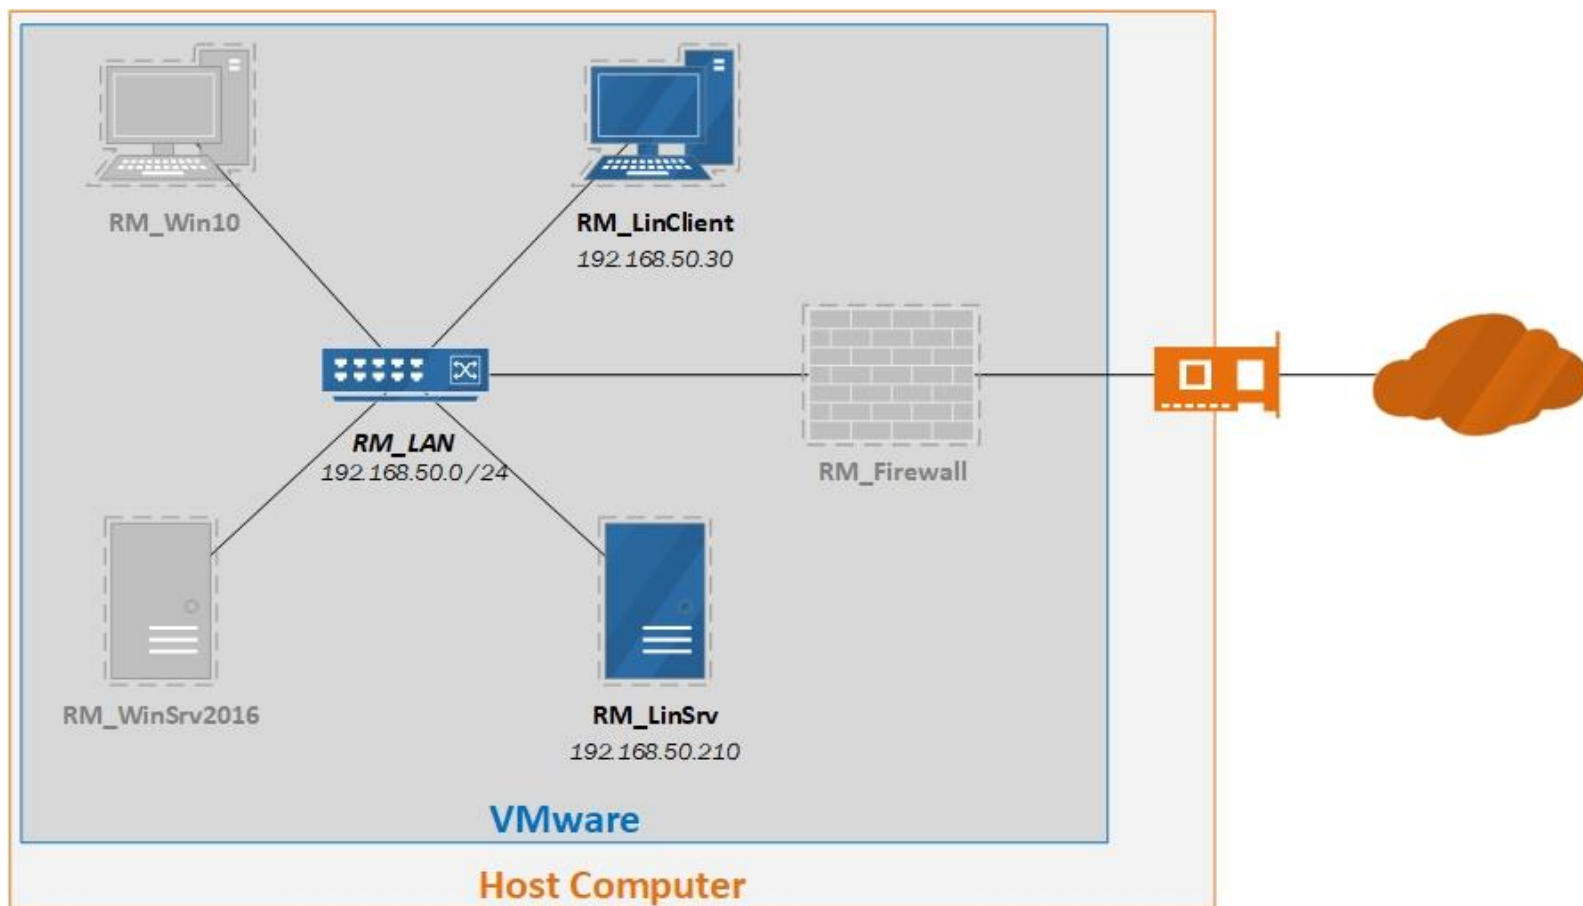 RM_Win10
RM_LinClient
192.168.50.30
RM_LAN
192.168.50.0 /24
RM_Firewall
RM_WinSrv2016
RM_LinSrv
192.168.50.210
VMware
Host Computer